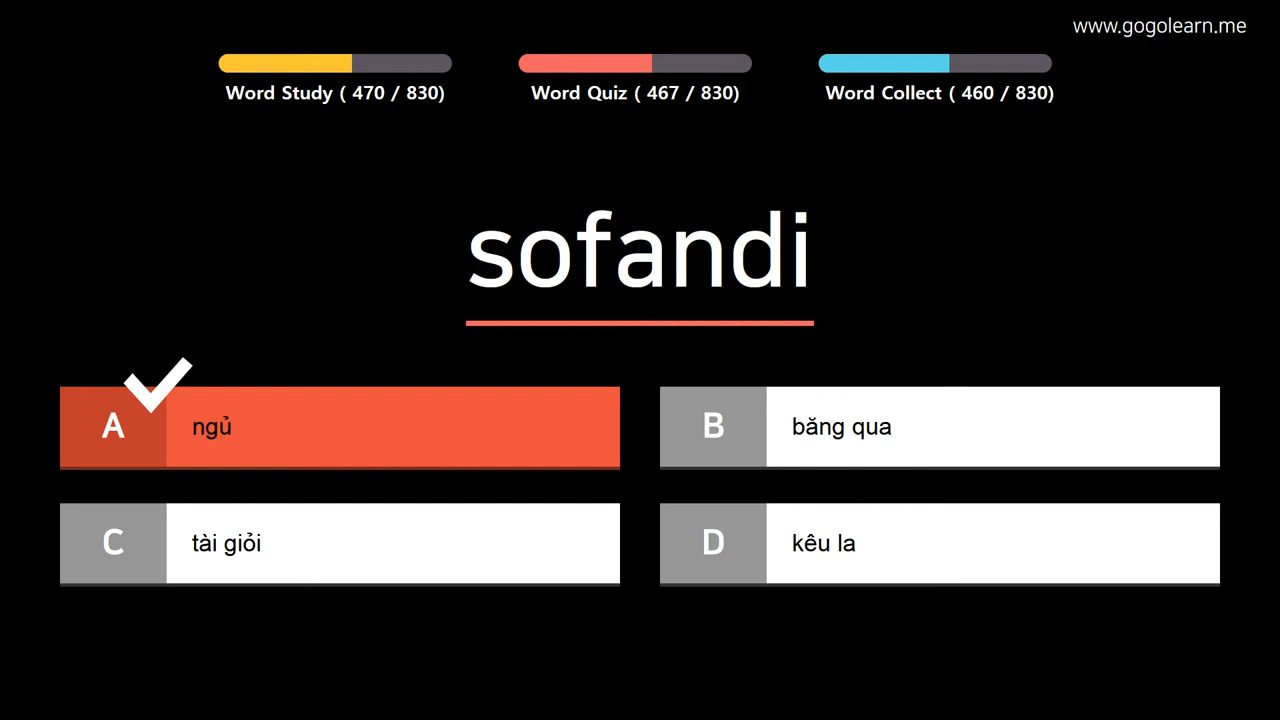 www.gogolearn.me
Word Study ( 470 / 830)
Word Quiz ( 467 / 830)
Word Collect ( 460 / 830)
sofandi
A ngủ
B băng qua
C tài giỏi
D kêu la